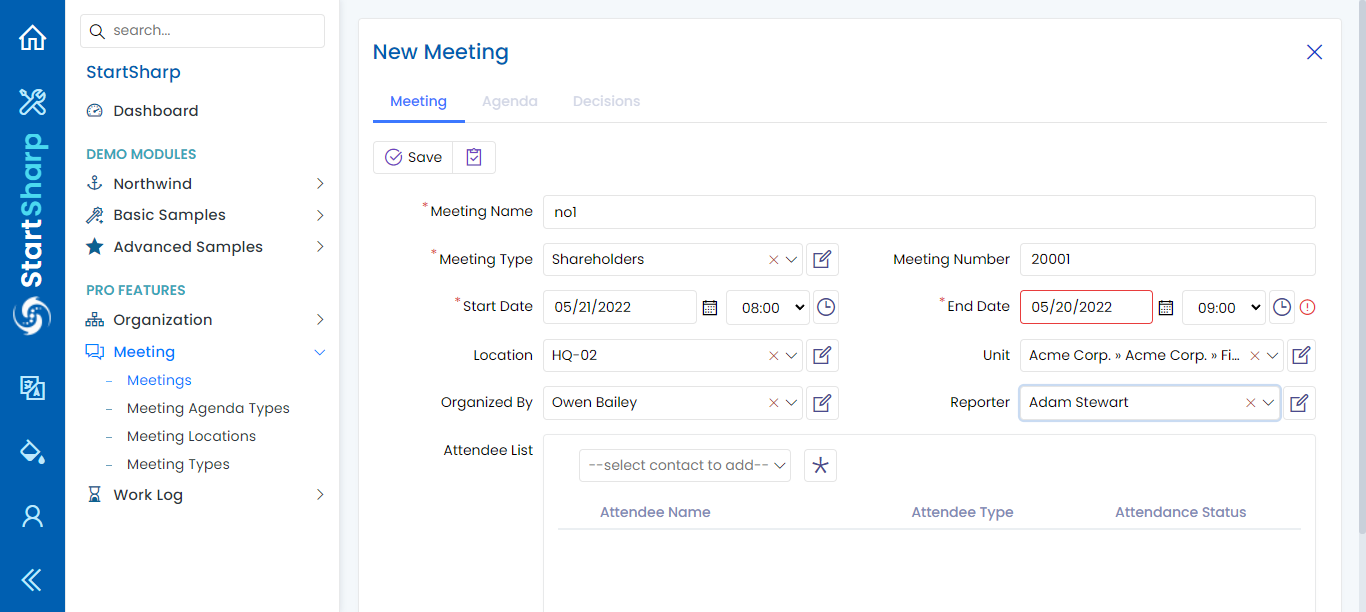 search...
StartSharp
Dashboard
DEMO MODULES
Northwind
Basic Samples
Advanced Samples
PRO FEATURES
Organization
Meeting
– Meetings
– Meeting Agenda Types
– Meeting Locations
– Meeting Types
Work Log
StartSharp
New Meeting
Meeting Agenda Decisions
Save
*Meeting Name no1
*Meeting Type Shareholders Meeting Number 20001
*Start Date 05/21/2022 08:00 *End Date 05/20/2022 09:00
Location HQ-02 Unit Acme Corp. » Acme Corp. » Fi...
Organized By Owen Bailey Reporter Adam Stewart
Attendee List --select contact to add--
Attendee Name Attendee Type Attendance Status